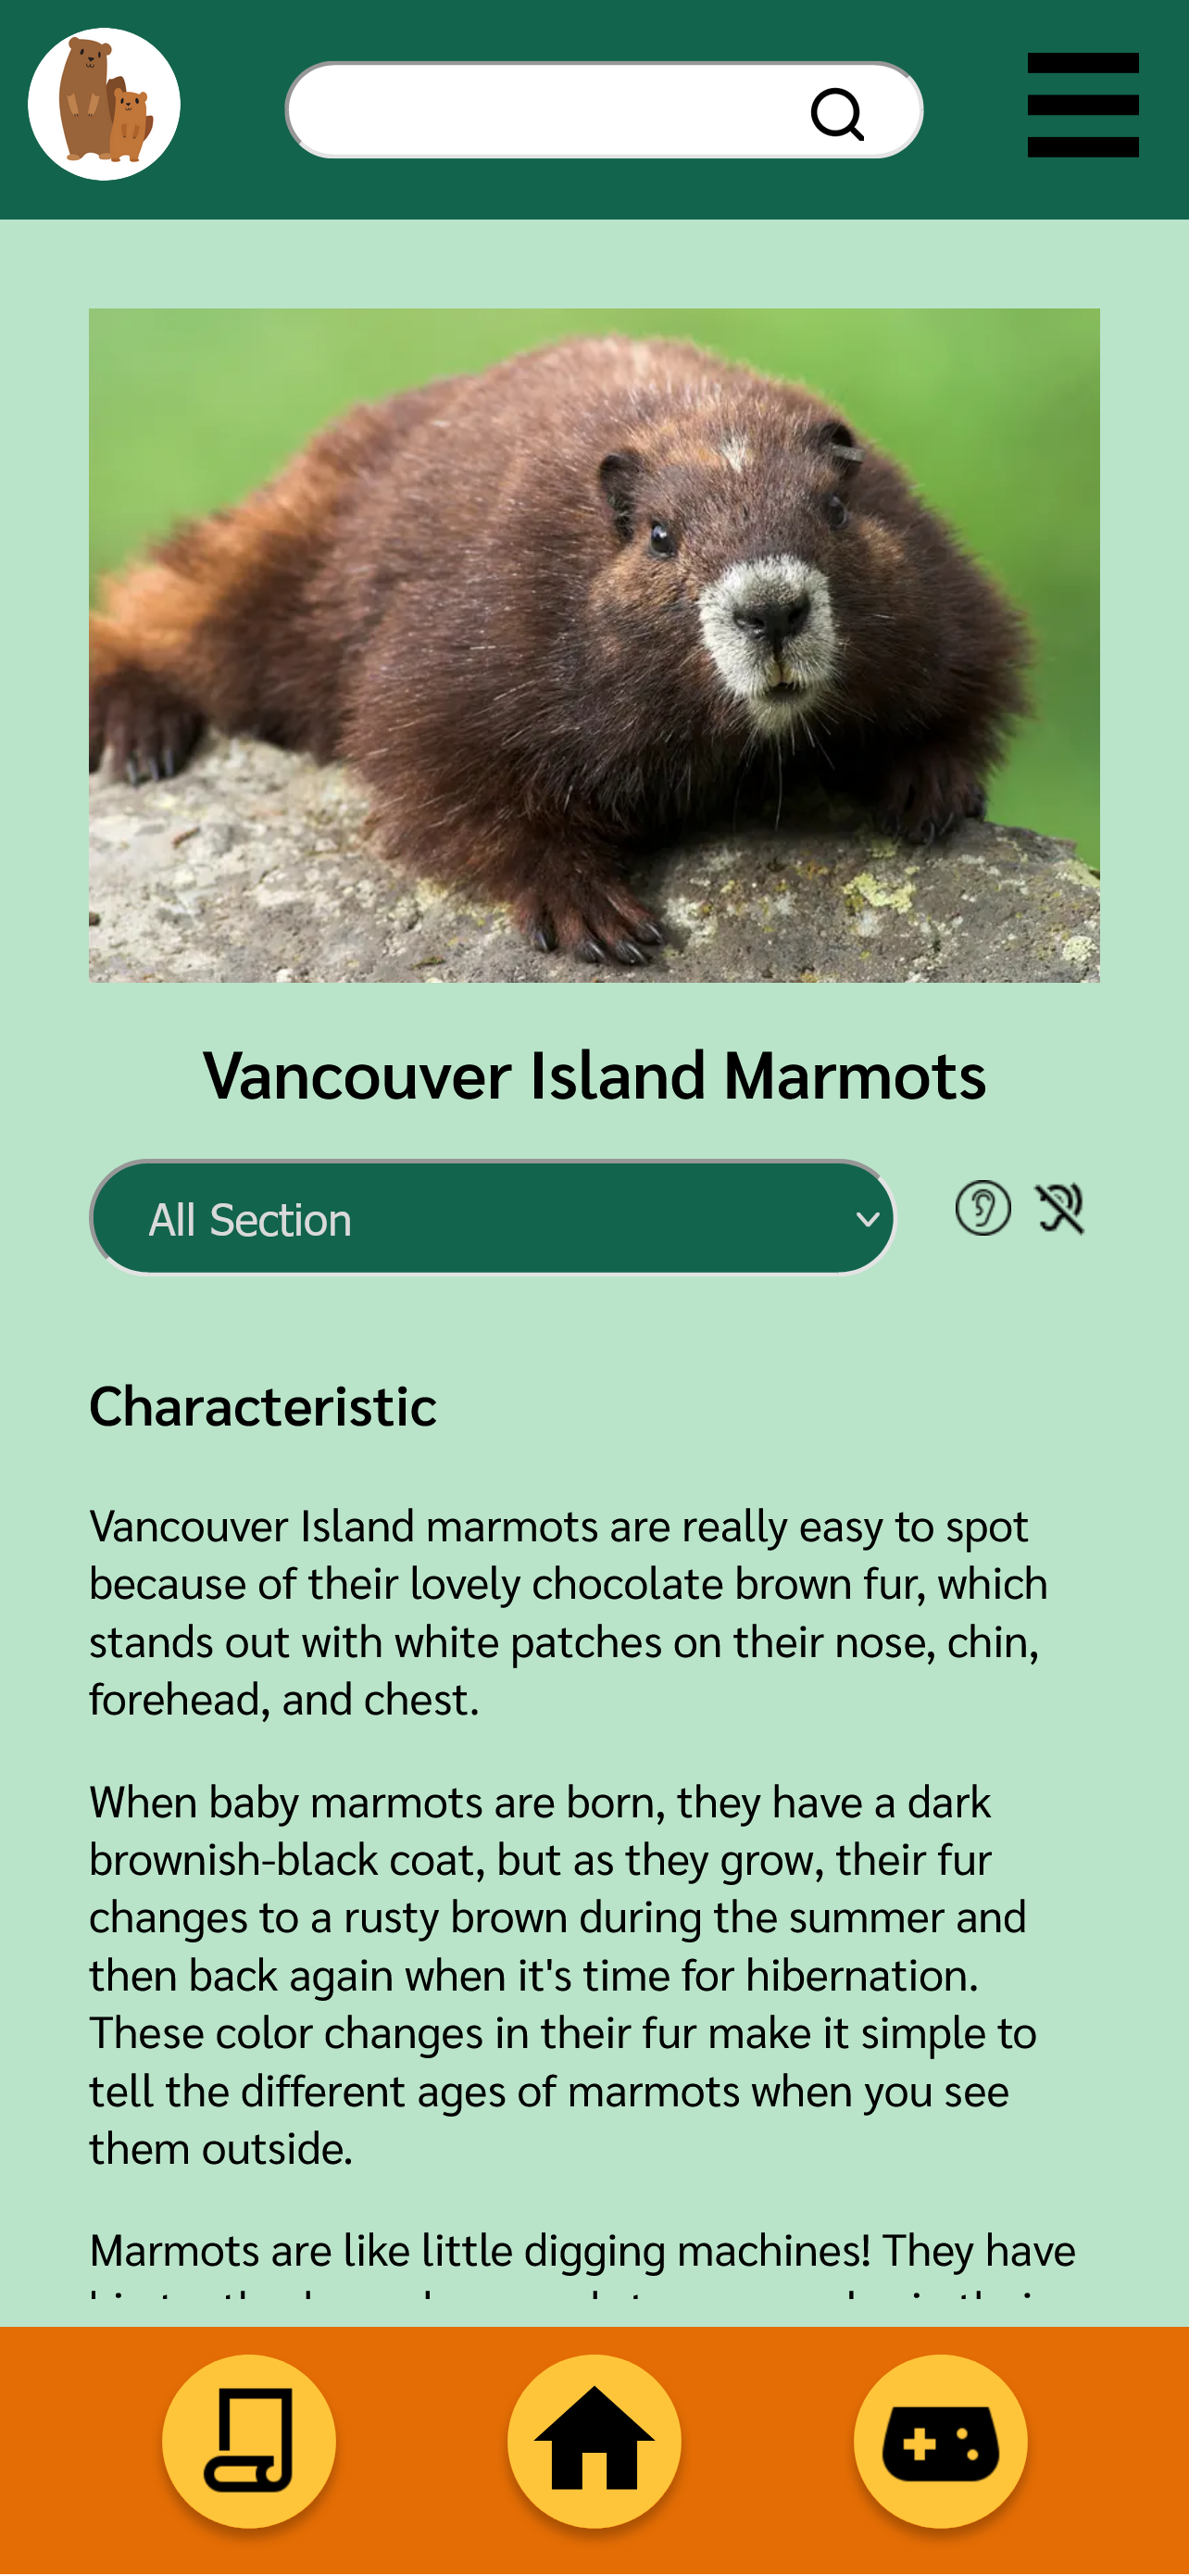 Vancouver Island Marmots
All Section
Characteristic
Vancouver Island marmots are really easy to spot
because of their lovely chocolate brown fur, which
stands out with white patches on their nose, chin,
forehead, and chest.
When baby marmots are born, they have a dark
brownish-black coat, but as they grow, their fur
changes to a rusty brown during the summer and
then back again when it's time for hibernation.
These color changes in their fur make it simple to
tell the different ages of marmots when you see
them outside.
Marmots are like little digging machines! They have